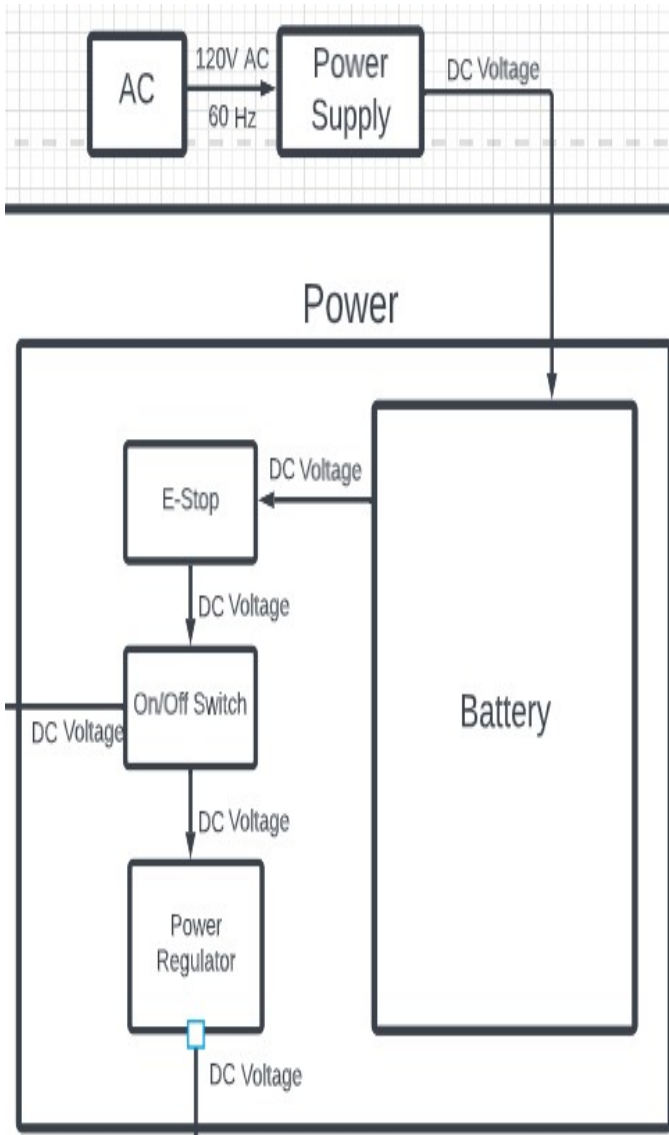 AC
120V AC
60 Hz
Power
Supply
DC Voltage
Power
E-Stop
DC Voltage
DC Voltage
On/Off Switch
DC Voltage
Battery
DC Voltage
Power
Regulator
DC Voltage